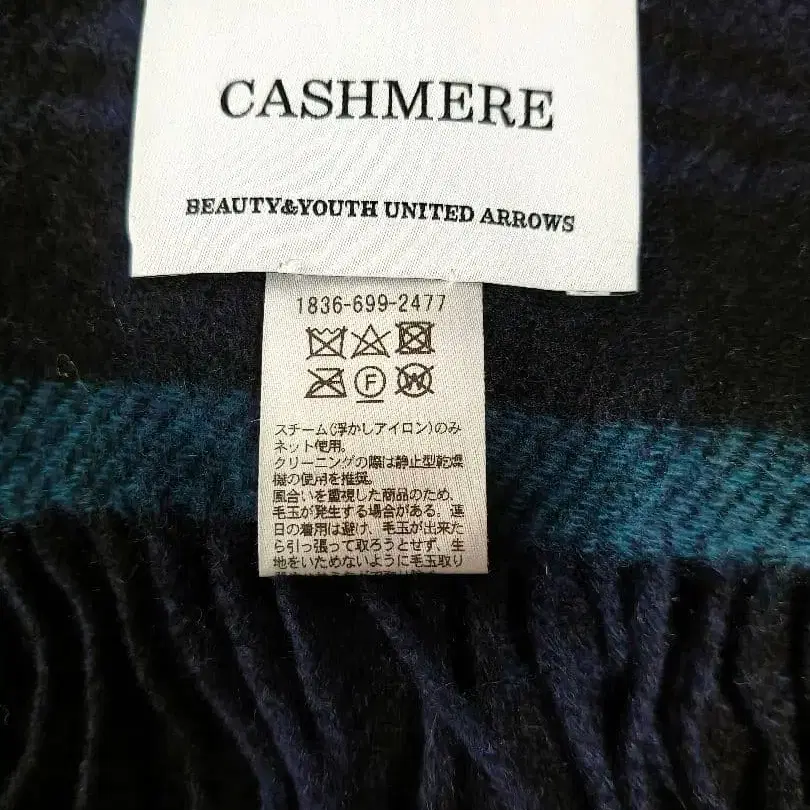 CASHMERE
BEAUTY&YOUTH UNITED ARROWS
1836-699-2477
F W
スチーム(浮かしアイロン)のみ
ネット使用。
クリーニングの際は静止型乾燥
機の使用を推奨。
風合いを重視した商品のため、
毛玉が発生する場合がある。連
日の着用は避け、毛玉が出来た
ら引っ張って取ろうとせず、生
地をいためないように毛玉取り